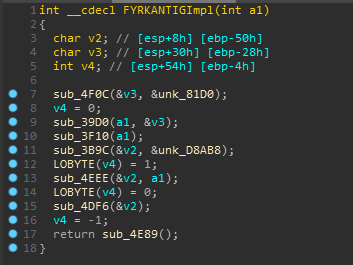 1 int __cdecl FYRKANTIGImpl(int a1)
2 {
3 char v2; // [esp+8h] [ebp-50h]
4 char v3; // [esp+30h] [ebp-28h]
5 int v4; // [esp+54h] [ebp-4h]
6
7 sub_4F0C(&v3, &unk_81D0);
8 v4 = 0;
9 sub_39D0(a1, &v3);
10 sub_3F10(a1);
11 sub_3B9C(&v2, &unk_D8AB8);
12 LOBYTE(v4) = 1;
13 sub_4EEE(&v2, a1);
14 LOBYTE(v4) = 0;
15 sub_4DF6(&v2);
16 v4 = -1;
17 return sub_4E89();
18 }